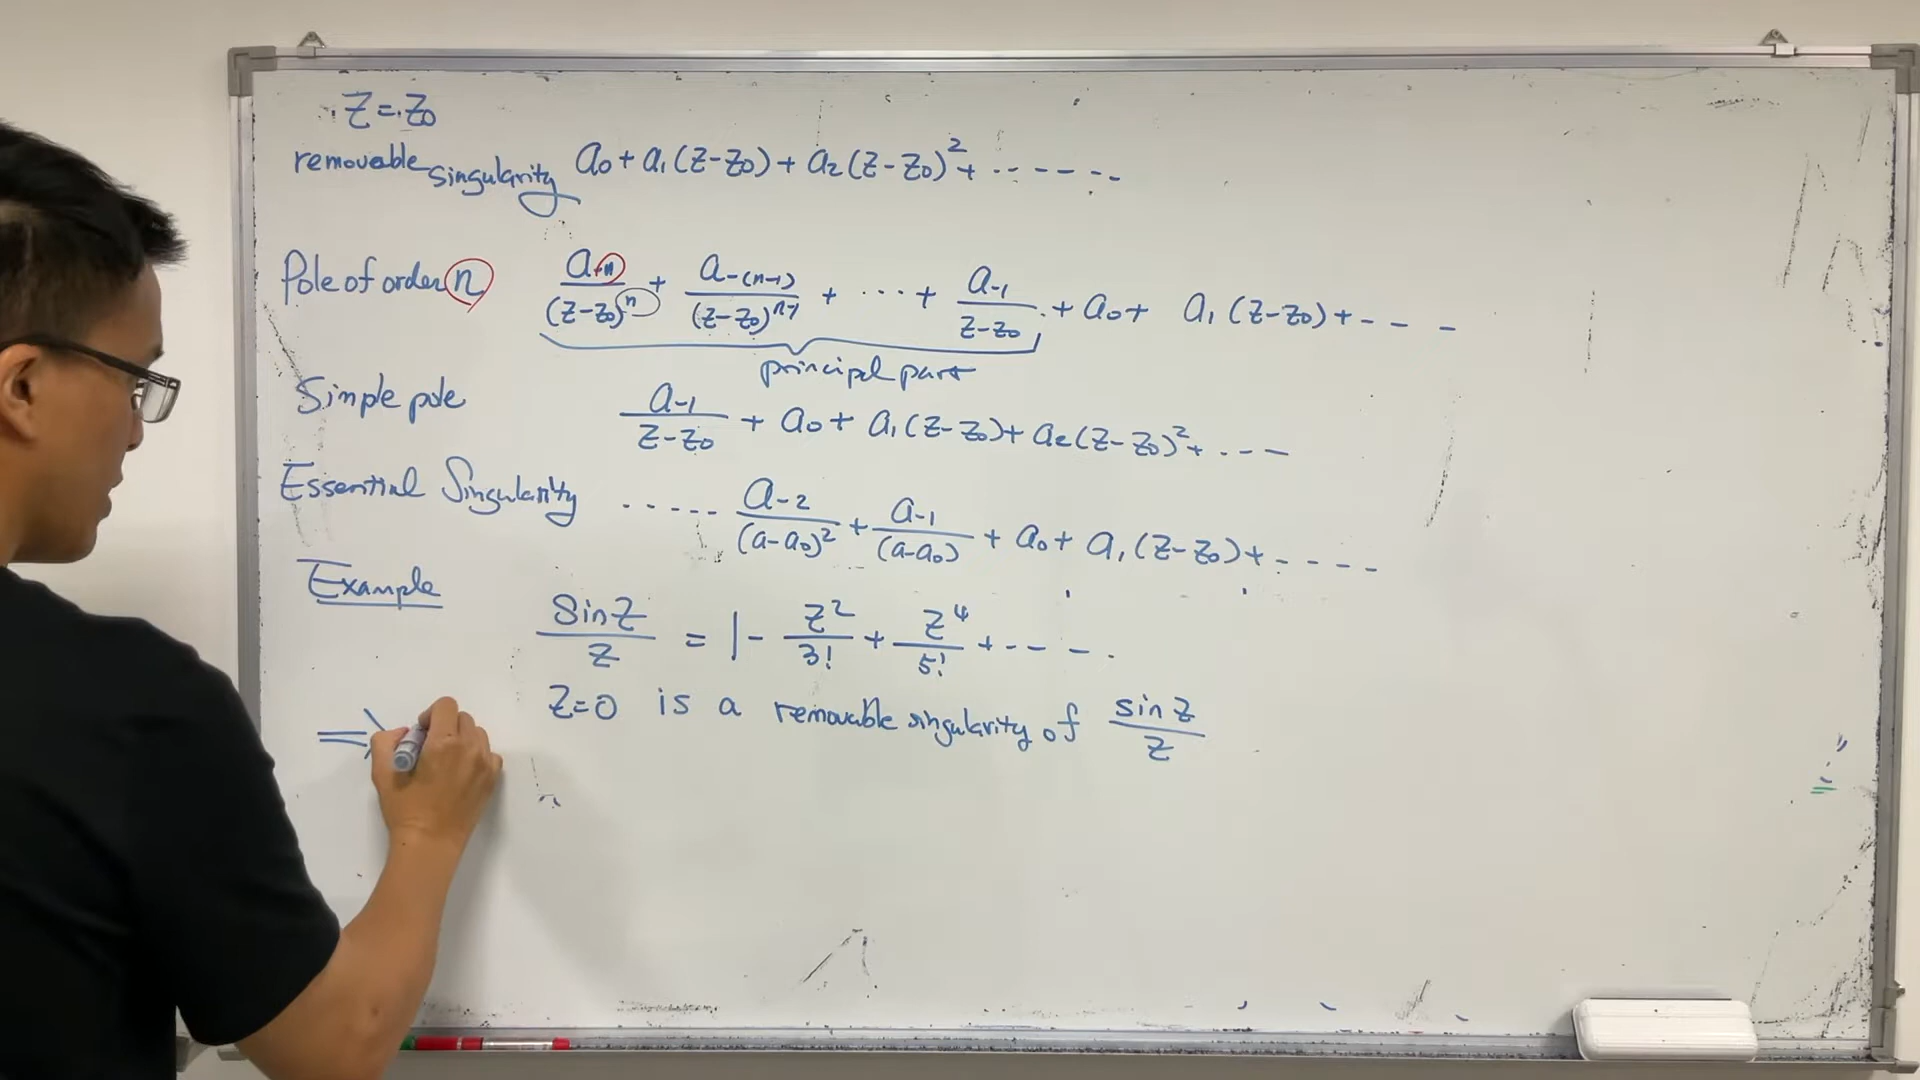 Z = Z₀
removable singularity a₀ + a₁(z-z₀) + a₂(z-z₀)² + ------
Pole of order n a₋ₙ/(z-z₀)ⁿ + a₋₍ₙ₋₁₎/(z-z₀)ⁿ⁻¹ + ... + a₋₁/z-z₀ + a₀ + a₁(z-z₀) + - - -
principal part
Simple pole a₋₁/z-z₀ + a₀ + a₁(z-z₀) + a₂(z-z₀)² + ----
Essential Singularity ..... a₋₂/(a-a₀)² + a₋₁/(a-a₀) + a₀ + a₁(z-z₀) + - - - -
Example sin z/z = 1 - z²/3! + z⁴/5! + -- - .
⇒ z=0 is a removable singularity of sin z/z